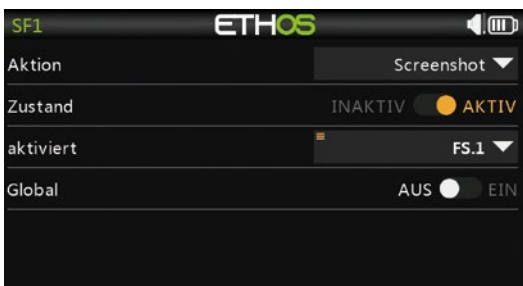 SF1 ETHOS
Aktion Screenshot
Zustand INAKTIV AKTIV
aktiviert FS.1
Global AUS EIN